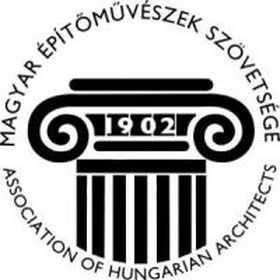 MAGYAR ÉPÍTŐMŰVÉSZEK SZÖVETSÉGE
1902
ASSOCIATION OF HUNGARIAN ARCHITECTS